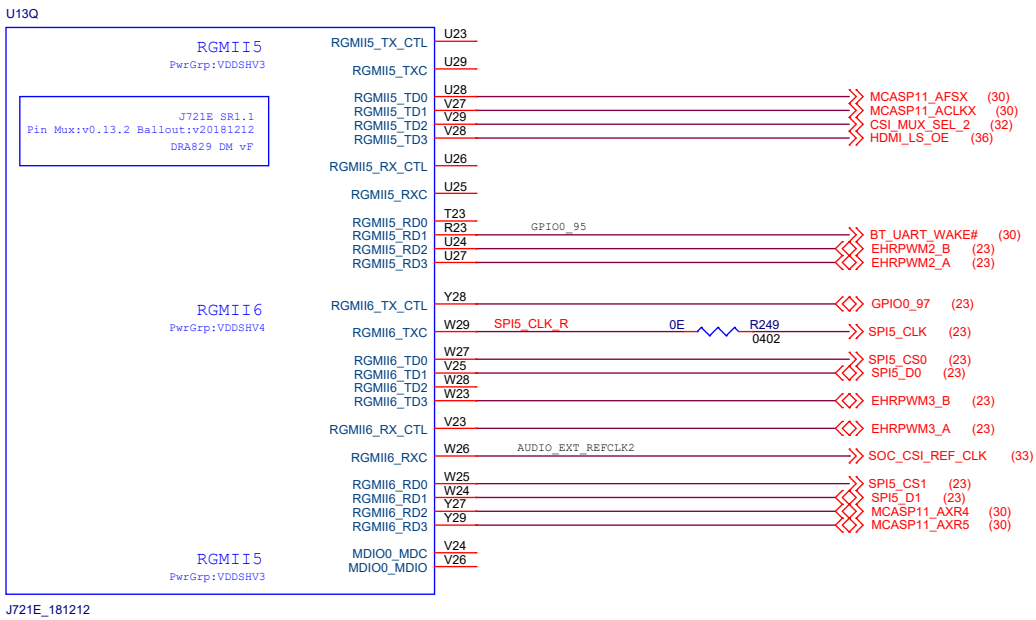 U13Q
RGMII5
PwrGrp:VDDSHV3
J721E SR1.1
Pin Mux:v0.13.2 Ballout:v20181212
DRA829 DM vF
RGMII5_TX_CTL U23
RGMII5_TXC U29
RGMII5_TD0 U28 MCASP11_AFSX (30)
RGMII5_TD1 V27 MCASP11_ACLKX (30)
RGMII5_TD2 V29 CSI_MUX_SEL_2 (32)
RGMII5_TD3 V28 HDMI_LS_OE (36)
RGMII5_RX_CTL U26
RGMII5_RXC U25
RGMII5_RD0 T23
RGMII5_RD1 R23 GPIO0_95 BT_UART_WAKE# (30)
RGMII5_RD2 U24 EHRPWM2_B (23)
RGMII5_RD3 U27 EHRPWM2_A (23)
RGMII6
PwrGrp:VDDSHV4
RGMII6_TX_CTL Y28 GPIO0_97 (23)
RGMII6_TXC W29 SPI5_CLK_R 0E R249 SPI5_CLK (23)
0402
RGMII6_TD0 W27 SPI5_CS0 (23)
RGMII6_TD1 V25 SPI5_D0 (23)
RGMII6_TD2 W28
RGMII6_TD3 W23 EHRPWM3_B (23)
RGMII6_RX_CTL V23 EHRPWM3_A (23)
RGMII6_RXC W26 AUDIO_EXT_REFCLK2 SOC_CSI_REF_CLK (33)
RGMII6_RD0 W25 SPI5_CS1 (23)
RGMII6_RD1 W24 SPI5_D1 (23)
RGMII6_RD2 Y27 MCASP11_AXR4 (30)
RGMII6_RD3 Y29 MCASP11_AXR5 (30)
RGMII5
PwrGrp:VDDSHV3
MDIO0_MDC V24
MDIO0_MDIO V26
J721E_181212